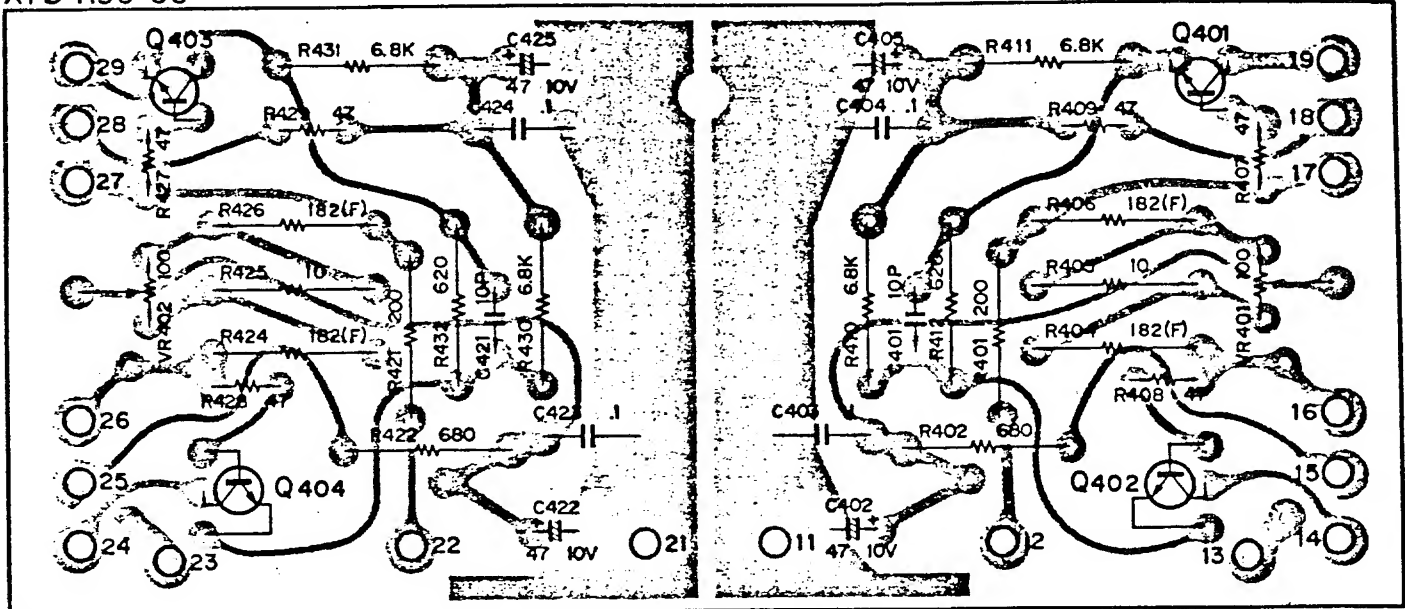 Q403
R431 6.8K
C425
47 10V
C405
47 10V
R411 6.8K
Q401
29
19
C424 .1
C404 .1
28
R429 47
R409 47
18
47
R427
47
R407
27
17
R426 182(F)
R406 182(F)
100
VR402
R425 10
200
R421
620
R432
10P
C421
6.8K
R430
6.8K
R410
10P
C401
620
R412
200
R401
R405 10
100
VR401
R424 182(F)
R404 182(F)
R428 47
R408 47
26
16
C423 .1
C403 .1
R422 680
R402 680
25
15
Q404
Q402
C422
47 10V
C402
47 10V
24
23
22
21
11
12
13
14